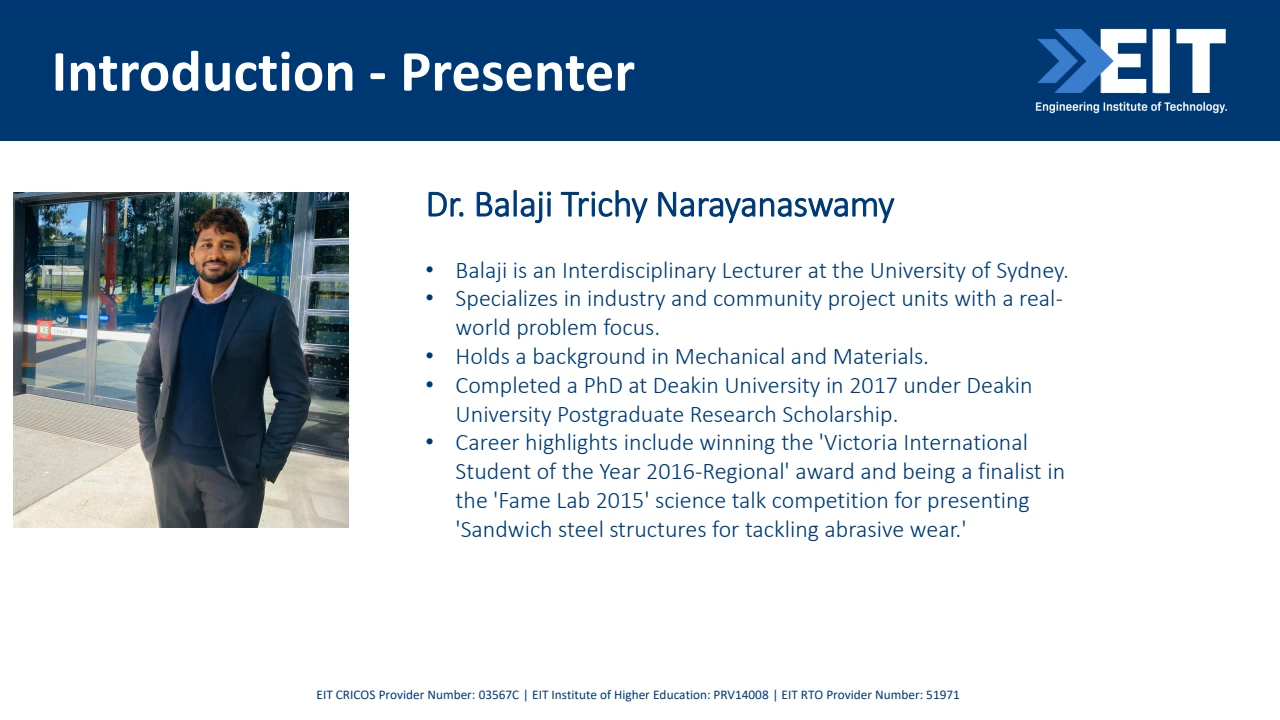 Introduction - Presenter
EIT
Engineering Institute of Technology.
Dr. Balaji Trichy Narayanaswamy
• Balaji is an Interdisciplinary Lecturer at the University of Sydney.
• Specializes in industry and community project units with a real-
world problem focus.
• Holds a background in Mechanical and Materials.
• Completed a PhD at Deakin University in 2017 under Deakin
University Postgraduate Research Scholarship.
• Career highlights include winning the 'Victoria International
Student of the Year 2016-Regional' award and being a finalist in
the 'Fame Lab 2015' science talk competition for presenting
'Sandwich steel structures for tackling abrasive wear.'
KE
EIT CRICOS Provider Number: 03567C | EIT Institute of Higher Education: PRV14008 | EIT RTO Provider Number: 51971